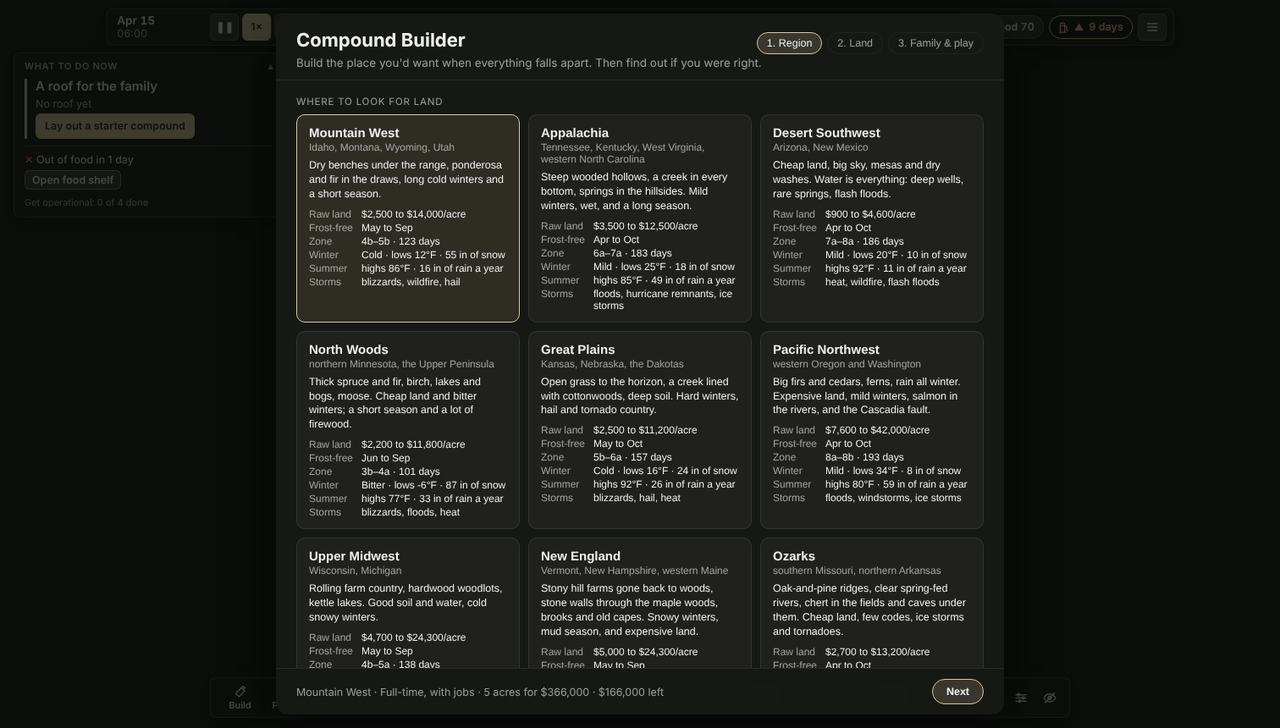 Apr 15
06:00
❚❚
1×
od 70
▲ 9 days
WHAT TO DO NOW
A roof for the family
No roof yet
Lay out a starter compound
✕ Out of food in 1 day
Open food shelf
Get operational: 0 of 4 done
Compound Builder
Build the place you'd want when everything falls apart. Then find out if you were right.
1. Region
2. Land
3. Family & play
WHERE TO LOOK FOR LAND
Mountain West
Idaho, Montana, Wyoming, Utah
Dry benches under the range, ponderosa
and fir in the draws, long cold winters and
a short season.
Raw land $2,500 to $14,000/acre
Frost-free May to Sep
Zone 4b–5b · 123 days
Winter Cold · lows 12°F · 55 in of snow
Summer highs 86°F · 16 in of rain a year
Storms blizzards, wildfire, hail
Appalachia
Tennessee, Kentucky, West Virginia,
western North Carolina
Steep wooded hollows, a creek in every
bottom, springs in the hillsides. Mild
winters, wet, and a long season.
Raw land $3,500 to $12,500/acre
Frost-free Apr to Oct
Zone 6a–7a · 183 days
Winter Mild · lows 25°F · 18 in of snow
Summer highs 85°F · 49 in of rain a year
Storms floods, hurricane remnants, ice
storms
Desert Southwest
Arizona, New Mexico
Cheap land, big sky, mesas and dry
washes. Water is everything: deep wells,
rare springs, flash floods.
Raw land $900 to $4,600/acre
Frost-free Apr to Oct
Zone 7a–8a · 186 days
Winter Mild · lows 20°F · 10 in of snow
Summer highs 92°F · 11 in of rain a year
Storms heat, wildfire, flash floods
North Woods
northern Minnesota, the Upper Peninsula
Thick spruce and fir, birch, lakes and
bogs, moose. Cheap land and bitter
winters; a short season and a lot of
firewood.
Raw land $2,200 to $11,800/acre
Frost-free Jun to Sep
Zone 3b–4a · 101 days
Winter Bitter · lows -6°F · 87 in of snow
Summer highs 77°F · 33 in of rain a year
Storms blizzards, floods, heat
Great Plains
Kansas, Nebraska, the Dakotas
Open grass to the horizon, a creek lined
with cottonwoods, deep soil. Hard winters,
hail and tornado country.
Raw land $2,500 to $11,200/acre
Frost-free May to Oct
Zone 5b–6a · 157 days
Winter Cold · lows 16°F · 24 in of snow
Summer highs 92°F · 26 in of rain a year
Storms blizzards, hail, heat
Pacific Northwest
western Oregon and Washington
Big firs and cedars, ferns, rain all winter.
Expensive land, mild winters, salmon in
the rivers, and the Cascadia fault.
Raw land $7,600 to $42,000/acre
Frost-free Apr to Oct
Zone 8a–8b · 193 days
Winter Mild · lows 34°F · 8 in of snow
Summer highs 80°F · 59 in of rain a year
Storms floods, windstorms, ice storms
Upper Midwest
Wisconsin, Michigan
Rolling farm country, hardwood woodlots,
kettle lakes. Good soil and water, cold
snowy winters.
Raw land $4,700 to $24,300/acre
Frost-free May to Sep
Zone 4b–5a · 138 days
New England
Vermont, New Hampshire, western Maine
Stony hill farms gone back to woods,
stone walls through the maple woods,
brooks and old capes. Snowy winters,
mud season, and expensive land.
Raw land $5,000 to $24,300/acre
Frost-free May to Sep
Ozarks
southern Missouri, northern Arkansas
Oak-and-pine ridges, clear spring-fed
rivers, chert in the fields and caves under
them. Cheap land, few codes, ice storms
and tornadoes.
Raw land $2,700 to $13,200/acre
Frost-free Apr to Oct
Mountain West · Full-time, with jobs · 5 acres for $366,000 · $166,000 left
Next
Build